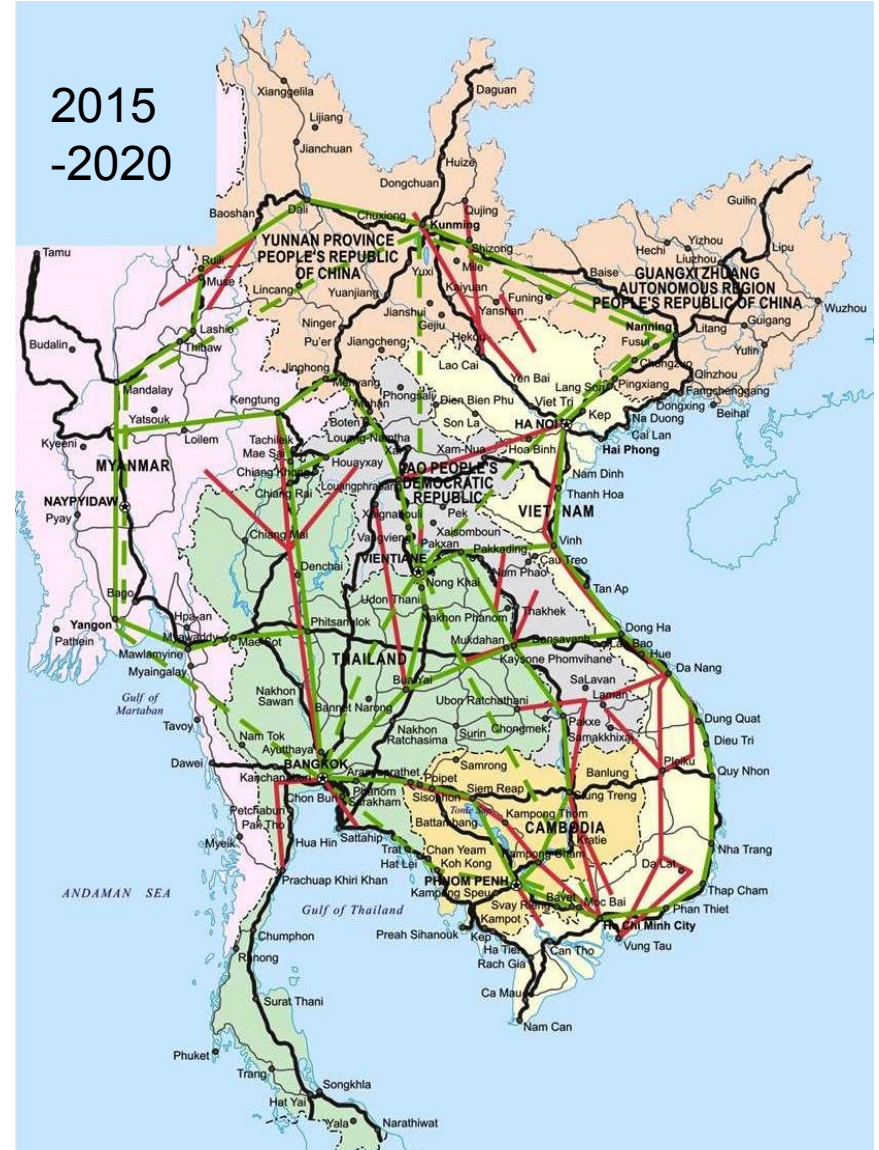 2015
-2020
Daguan
Xianggelila
Lijiang
Jianchuan
Huize
Dongchuan
Qujing
Guilin
Baoshan
Dali
Chuxiong
Kunming
Shizong
Yizhou
Hechi
Lipu
Liuzhou
Tamu
Ruili
Muse
YUNNAN PROVINCE
PEOPLE'S REPUBLIC
OF CHINA
Yuxi
Mile
Baise
GUANGXI ZHUANG
AUTONOMOUS REGION
PEOPLE'S REPUBLIC OF CHINA
Wuzhou
Lincang
Yuanjiang
Kaiyuan
Yanshan
Funing
Jianshui
Gejiu
Nanning
Litang
Guigang
Fusui
Yulin
Lashio
Thibaw
Ninger
Pu'er
Jiangcheng
Hekou
Lao Cai
Chongzuo
Qinzhou
Budalin
Jinghong
Mandalay
Kengtung
Menyang
Mohan
Phongsali
Yen Bai
Lang Son
Pingxiang
Fangchenggang
Dien Bien Phu
Viet Tri
Dongxing
Beihai
Yatsouk
Son La
Kep
Na Duong
Boten
HA NOI
Cai Lan
Kyeeni
Loilem
Tachileik
Louang-Namtha
Hai Phong
Mae Sai
Xai
Xam-Nua
Hoa Binh
MYANMAR
Chiang Khong
Houayxay
LAO PEOPLE'S
DEMOCRATIC
REPUBLIC
Nam Dinh
Chiang Rai
Louangphrabang
Thanh Hoa
NAYPYIDAW
Pyay
Xaignabouli
Pek
VIET NAM
Chiang Mai
Vangvieng
Xaisomboun
Pakxan
Pakkading
Vinh
VIENTIANE
Cau Treo
Denchai
Nong Khai
Nam Phao
Bago
Udon Thani
Tan Ap
Hpa-an
Thakhek
Yangon
Phitsanulok
Nakhon Phanom
Pathein
Myawaddy
Mae Sot
Mukdahan
Dansavanh
Dong Ha
Mawlamyine
Lao Bao
Hue
Myaingalay
THAILAND
Kaysone Phomvihane
Da Nang
Gulf of
Martaban
Bua Yai
SaLavan
Nakhon
Sawan
Bamnet Narong
Ubon Ratchathani
Laman
Tavoy
Pakxe
Dung Quat
Nam Tok
Nakhon
Ratchasima
Surin
Chongmek
Samakkhixai
Dieu Tri
Ayutthaya
Dawei
BANGKOK
Samrong
Pleiku
Kanchanaburi
Aranyaprathet
Poipet
Banlung
Quy Nhon
Chon Buri
Phanom
Sarakham
Sisophon
Siem Reap
Stung Treng
Petchaburi
Pak Tho
Tonle Sap
Kampong Thom
Battambang
CAMBODIA
Myeik
Hua Hin
Sattahip
Kratie
Nha Trang
Trat
Chan Yeam
Kampong Cham
Hat Lei
Koh Kong
Da Lat
Prachuap Khiri Khan
PHNOM PENH
ANDAMAN SEA
Kampong Speu
Bavet
Moc Bai
Thap Cham
Gulf of Thailand
Svay Rieng
Phan Thiet
Kampot
Ho Chi Minh City
Chumphon
Preah Sihanouk
Kep
Vung Tau
Ranong
Ha Tien
Can Tho
Rach Gia
Surat Thani
Ca Mau
Nam Can
Phuket
Trang
Songkhla
Hat Yai
Yala
Narathiwat